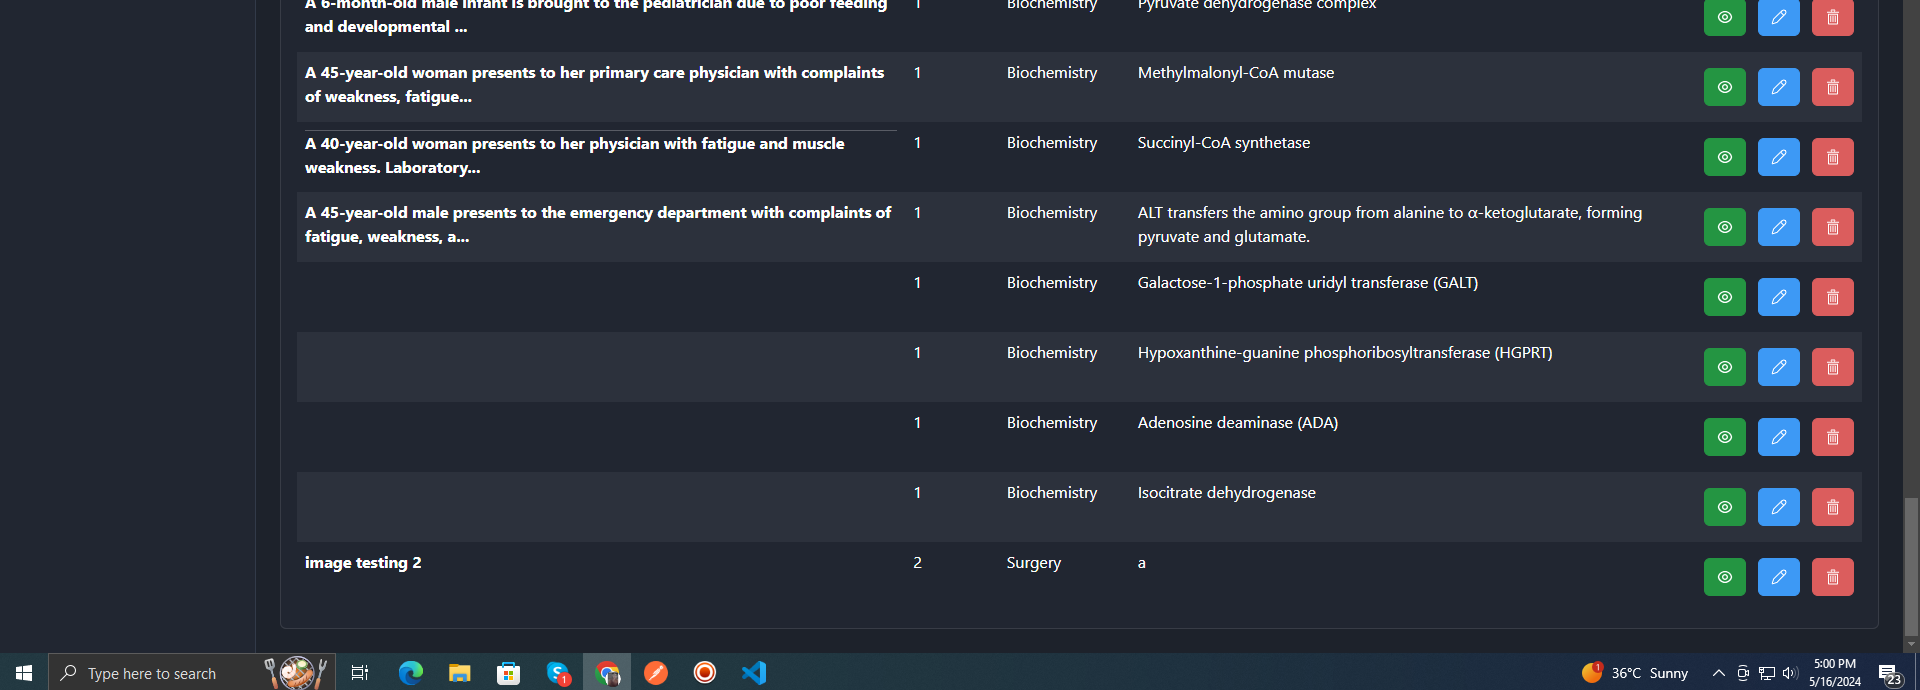 A 6-month-old male infant is brought to the pediatrician due to poor feeding
and developmental ...
1
Biochemistry
Pyruvate dehydrogenase complex
A 45-year-old woman presents to her primary care physician with complaints
of weakness, fatigue...
1
Biochemistry
Methylmalonyl-CoA mutase
A 40-year-old woman presents to her physician with fatigue and muscle
weakness. Laboratory...
1
Biochemistry
Succinyl-CoA synthetase
A 45-year-old male presents to the emergency department with complaints of
fatigue, weakness, a...
1
Biochemistry
ALT transfers the amino group from alanine to α-ketoglutarate, forming
pyruvate and glutamate.
1
Biochemistry
Galactose-1-phosphate uridyl transferase (GALT)
1
Biochemistry
Hypoxanthine-guanine phosphoribosyltransferase (HGPRT)
1
Biochemistry
Adenosine deaminase (ADA)
1
Biochemistry
Isocitrate dehydrogenase
image testing 2
2
Surgery
a
Type here to search
1
1
36°C Sunny
5:00 PM
5/16/2024
23